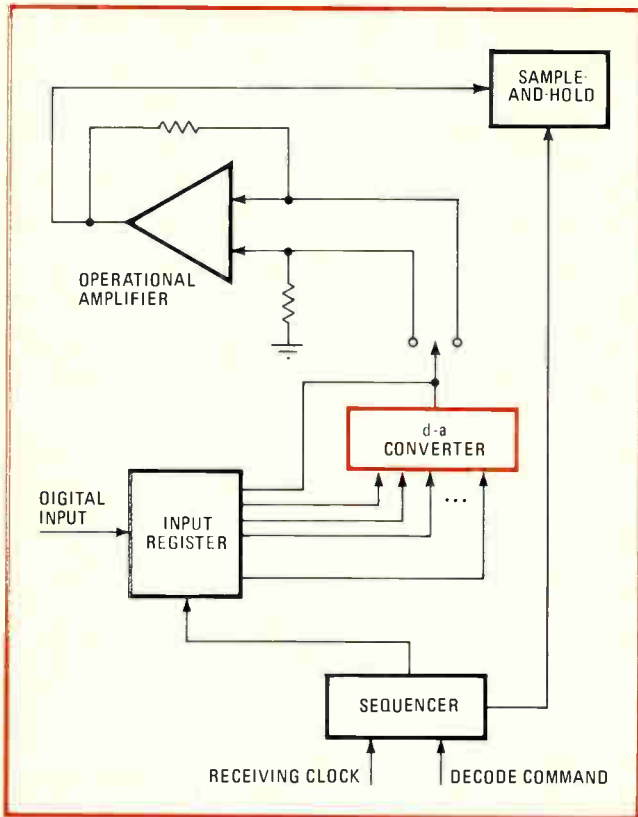 SAMPLE-
AND-HOLD
OPERATIONAL
AMPLIFIER
d-a
CONVERTER
...
DIGITAL
INPUT
INPUT
REGISTER
SEQUENCER
RECEIVING CLOCK
DECODE COMMAND